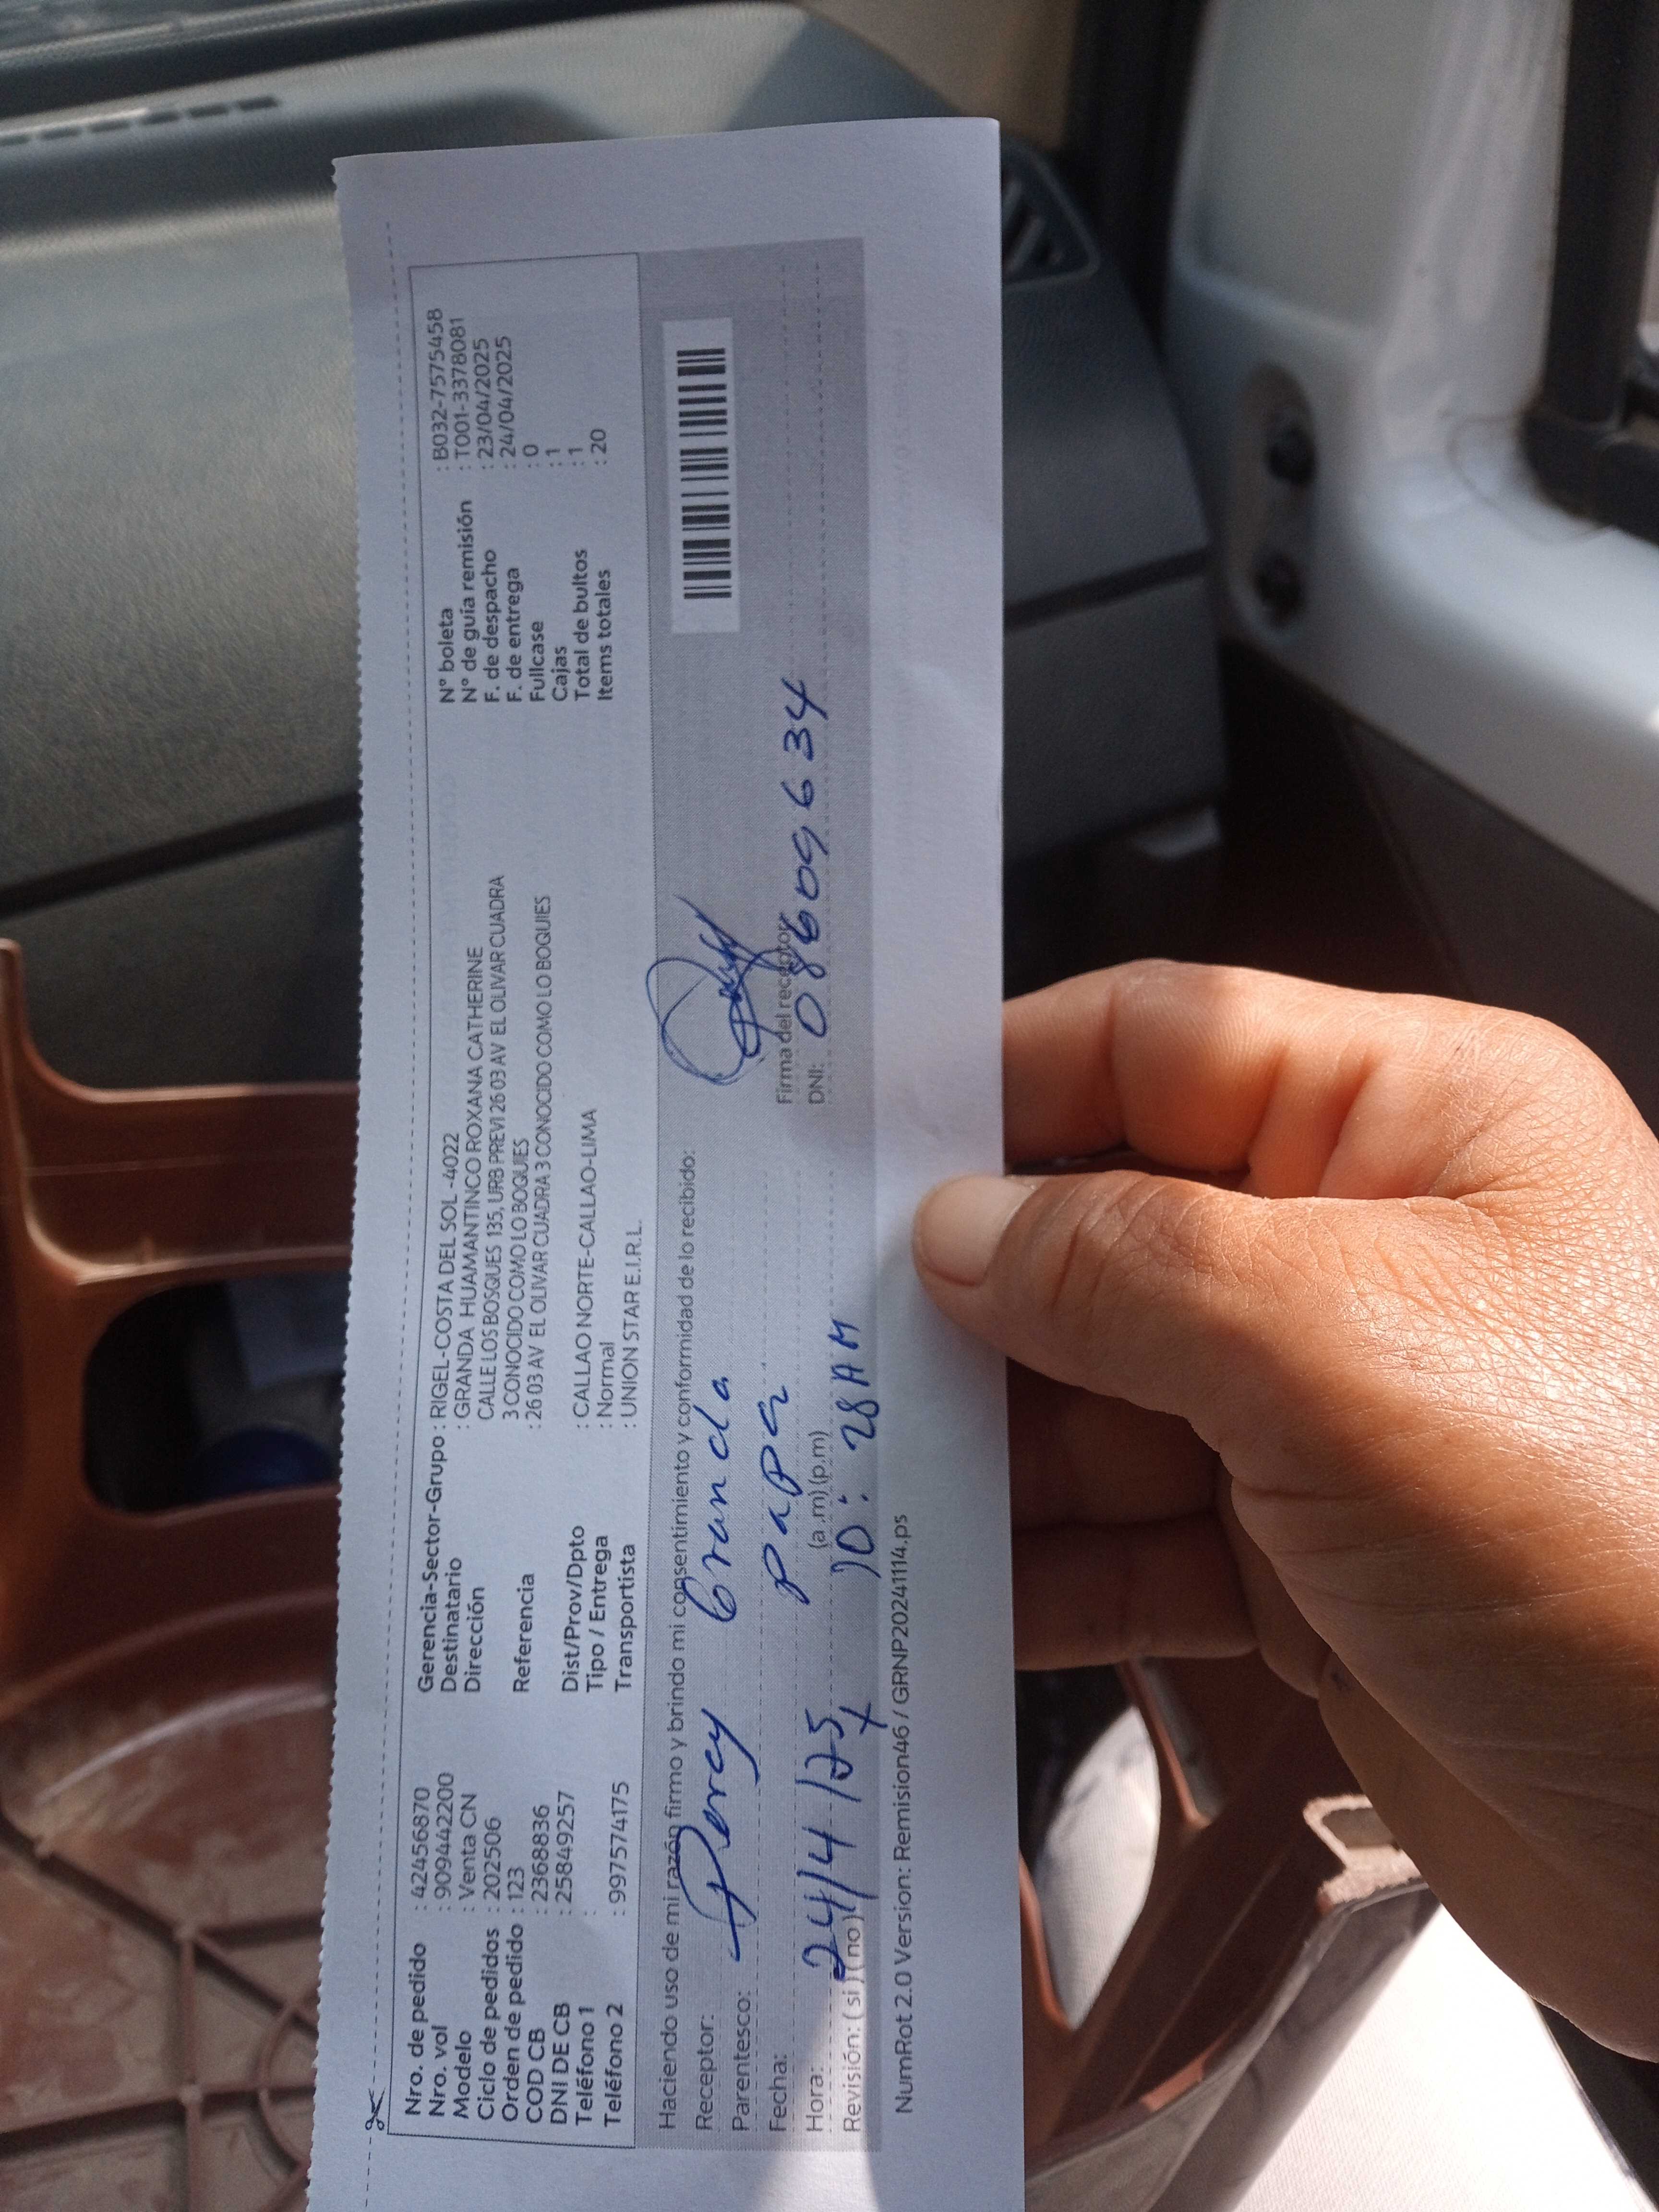 Nro. de pedido : 42456870
Nro. vol : 909442200
Modelo : Venta CN
Ciclo de pedidos : 202506
Orden de pedido : 123
COD CB : 2368836
DNI DE CB : 25849257
Teléfono 1 :
Teléfono 2 : 997574175
Gerencia-Sector-Grupo : RIGEL-COSTA DEL SOL -4022
Destinatario : GRANDA HUAMANTINCO ROXANA CATHERINE
Dirección CALLE LOS BOSQUES 135, URB PREVI 26 03 AV EL OLIVAR CUADRA
3 CONOCIDO COMO LO BOQUIES
Referencia : 26 03 AV EL OLIVAR CUADRA 3 CONOCIDO COMO LO BOQUIES
Dist/Prov/Dpto : CALLAO NORTE-CALLAO-LIMA
Tipo / Entrega : Normal
Transportista : UNION STAR E.I.R.L.
N° boleta : B032-7575458
N° de guía remisión : T001-3378081
F. de despacho : 23/04/2025
F. de entrega : 24/04/2025
Fullcase : 0
Cajas : 1
Total de bultos : 1
Items totales : 20
Haciendo uso de mi razón firmo y brindo mi consentimiento y conformidad de lo recibido:
Receptor: Percy Granda
Parentesco: papa
Fecha: 24/4/25
Hora: (a.m) (p.m) 10:28 AM
Revisión: ( si ) ( no ) x
Firma del receptor
DNI: 08609634
NumRot 2.0 Version: Remision46 / GRNP20241114.ps